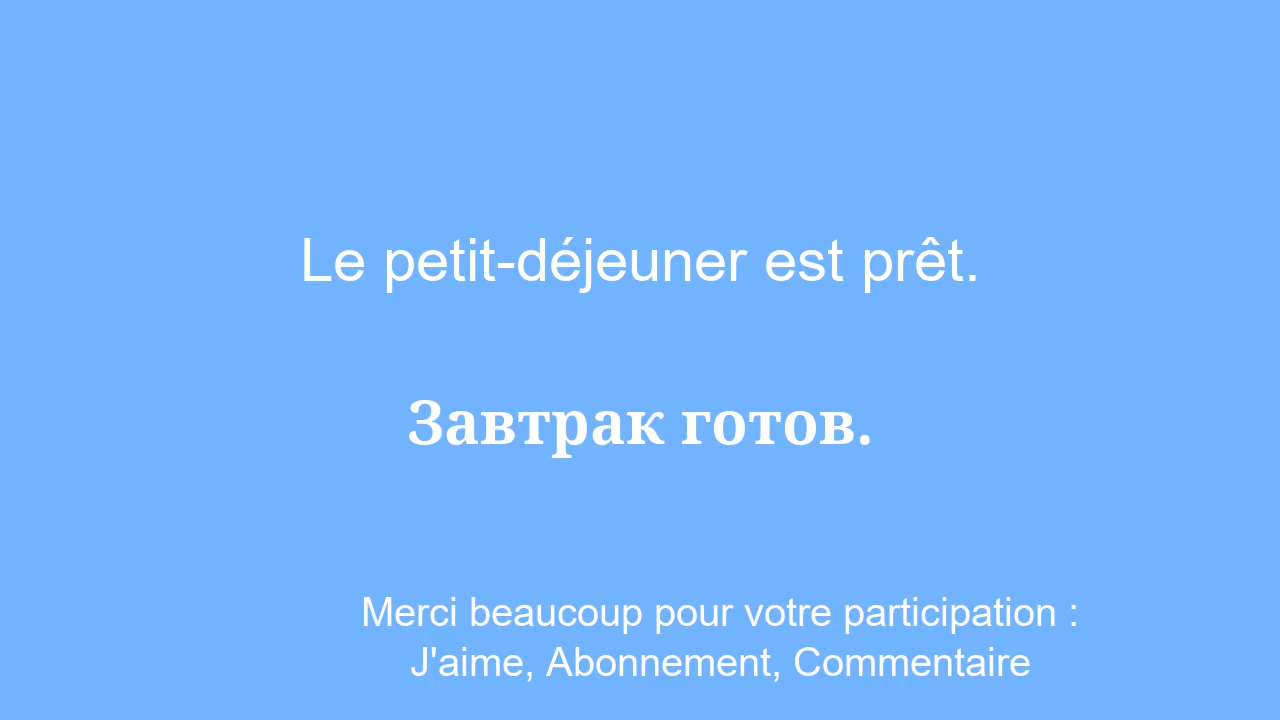 Le petit-déjeuner est prêt.
Завтрак готов.
Merci beaucoup pour votre participation :
J'aime, Abonnement, Commentaire